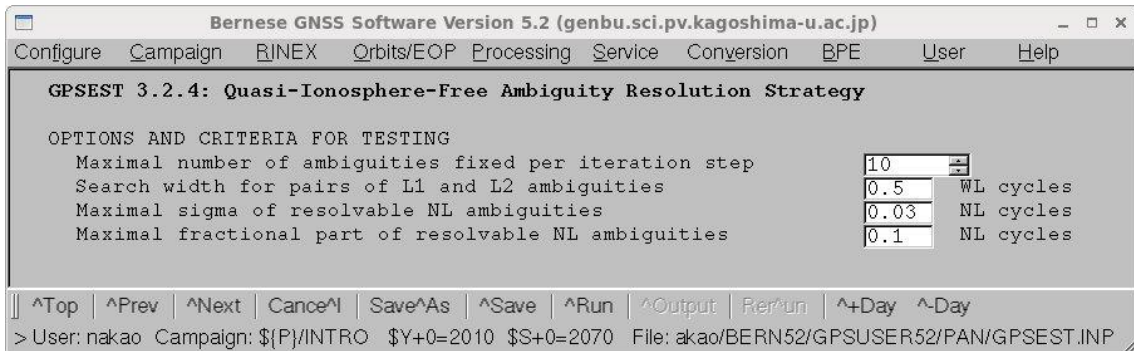 Bernese GNSS Software Version 5.2 (genbu.sci.pv.kagoshima-u.ac.jp)
Configure Campaign RINEX Orbits/EOP Processing Service Conversion BPE User Help
GPSEST 3.2.4: Quasi-Ionosphere-Free Ambiguity Resolution Strategy
OPTIONS AND CRITERIA FOR TESTING
Maximal number of ambiguities fixed per iteration step 10
Search width for pairs of L1 and L2 ambiguities 0.5 WL cycles
Maximal sigma of resolvable NL ambiguities 0.03 NL cycles
Maximal fractional part of resolvable NL ambiguities 0.1 NL cycles
^Top | ^Prev | ^Next | Cance^l | Save^As | ^Save | ^Run | ^Output | Rer^un | ^+Day ^-Day
> User: nakao Campaign: ${P}/INTRO $Y+0=2010 $S+0=2070 File: akao/BERN52/GPSUSER52/PAN/GPSEST.INP